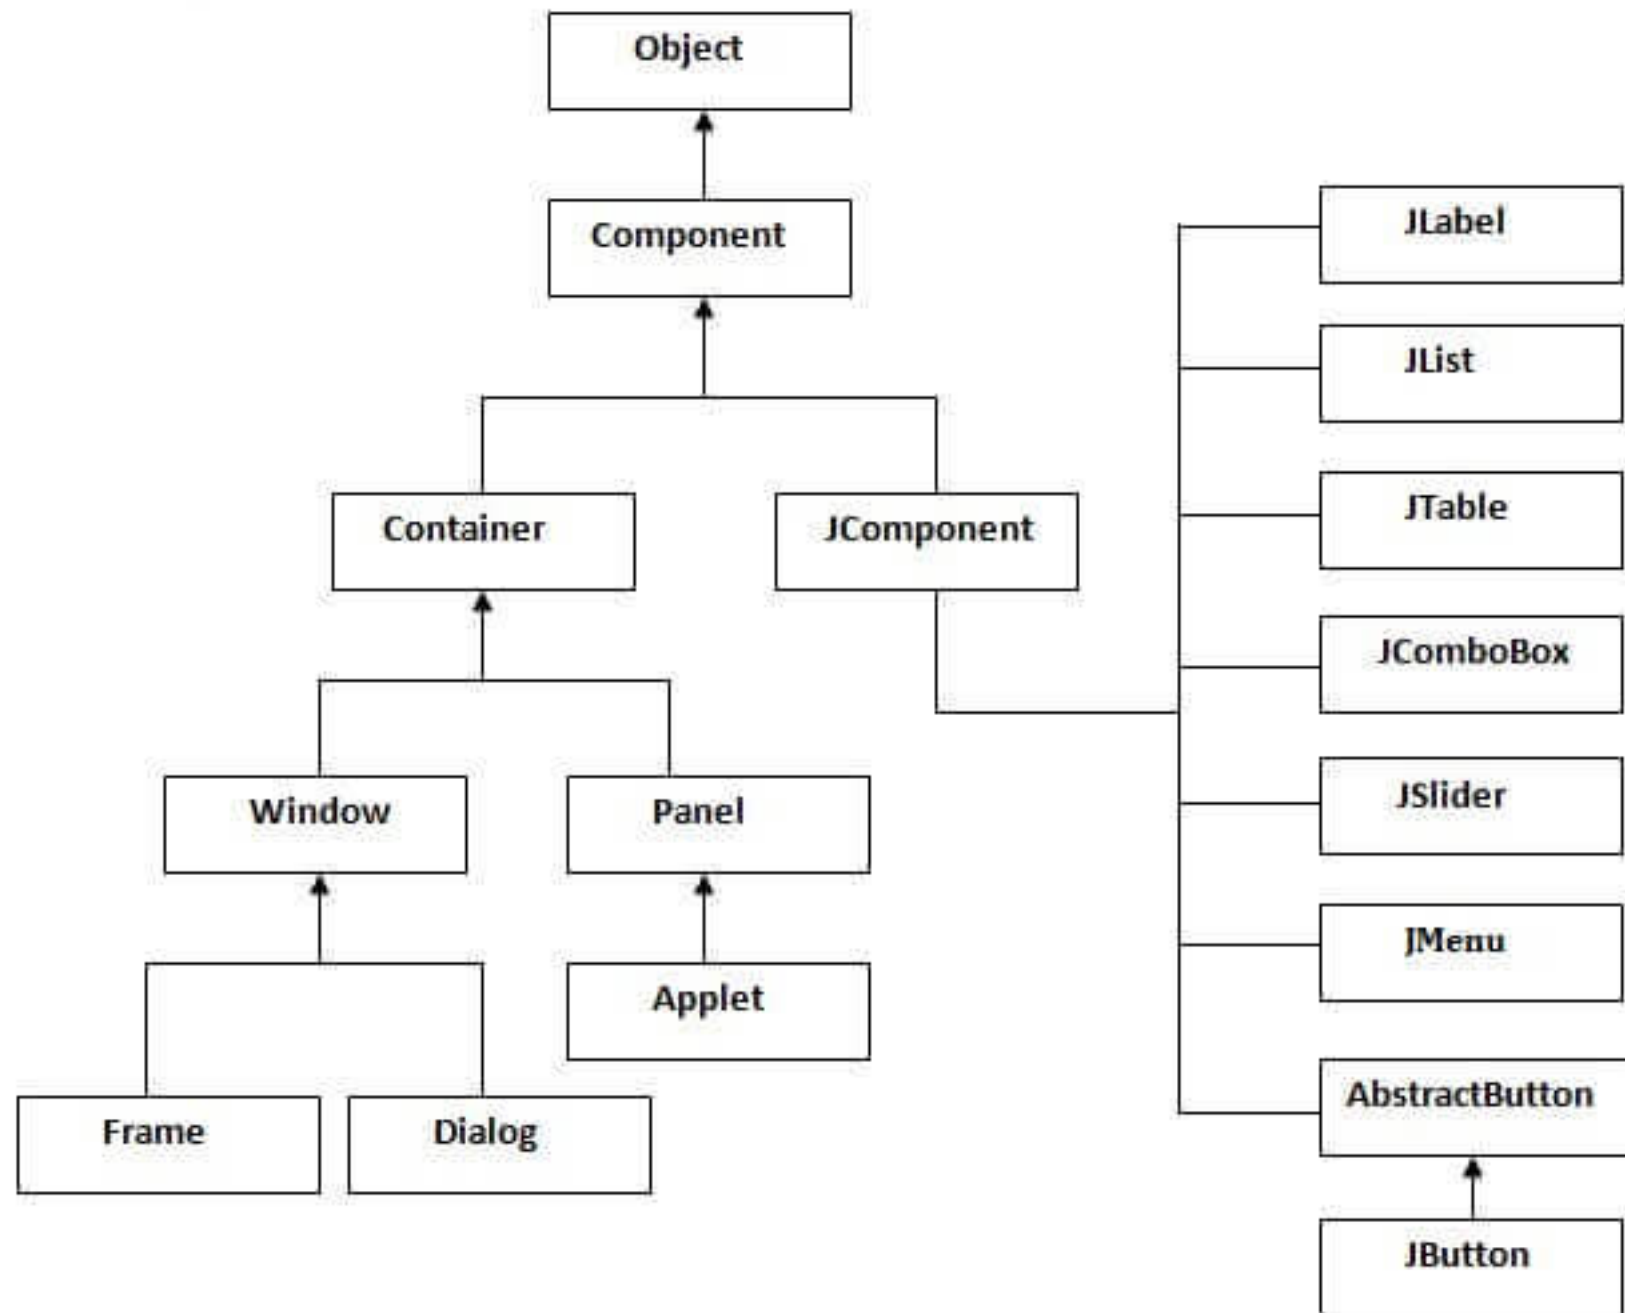 Object
Component
Container
JComponent
Window
Panel
Applet
Frame
Dialog
JLabel
JList
JTable
JComboBox
JSlider
JMenu
AbstractButton
JButton